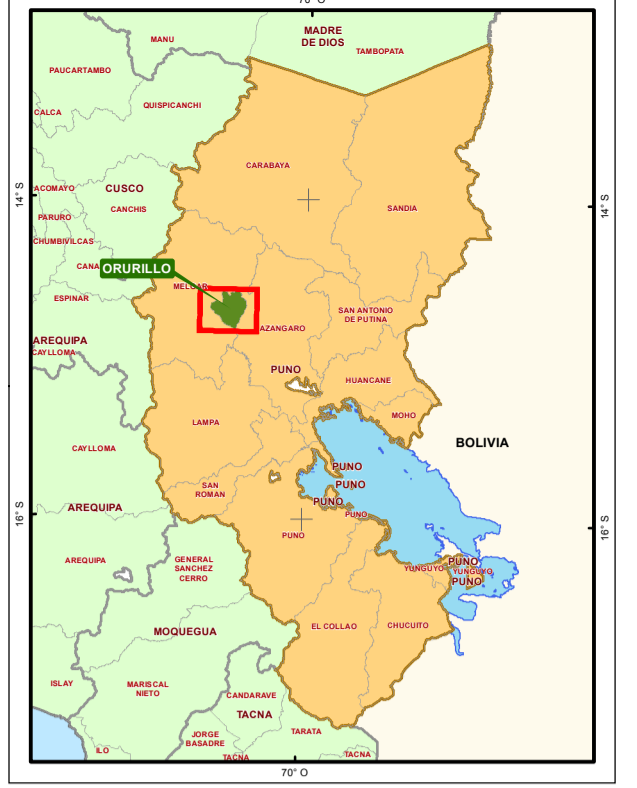 70° O
MADRE
DE DIOS
MANU
TAMBOPATA
PAUCARTAMBO
QUISPICANCHI
CALCA
CARABAYA
14° S
ACOMAYO
CUSCO
CANCHIS
SANDIA
14° S
PARURO
CHUMBIVILCAS
CANA
ORURILLO
MELGAR
ESPINAR
SAN ANTONIO
DE PUTINA
AZANGARO
AREQUIPA
CAYLLOMA
PUNO
HUANCANE
MOHO
LAMPA
BOLIVIA
CAYLLOMA
PUNO
PUNO
SAN
ROMAN
PUNO
AREQUIPA
PUNO
16° S
16° S
PUNO
AREQUIPA
GENERAL
SANCHEZ
CERRO
YUNGUYO
PUNO
YUNGUYO
PUNO
MOQUEGUA
EL COLLAO
CHUCUITO
ISLAY
MARISCAL
NIETO
CANDARAVE
TACNA
JORGE
BASADRE
TARATA
ILO
TACNA
TACNA
70° O